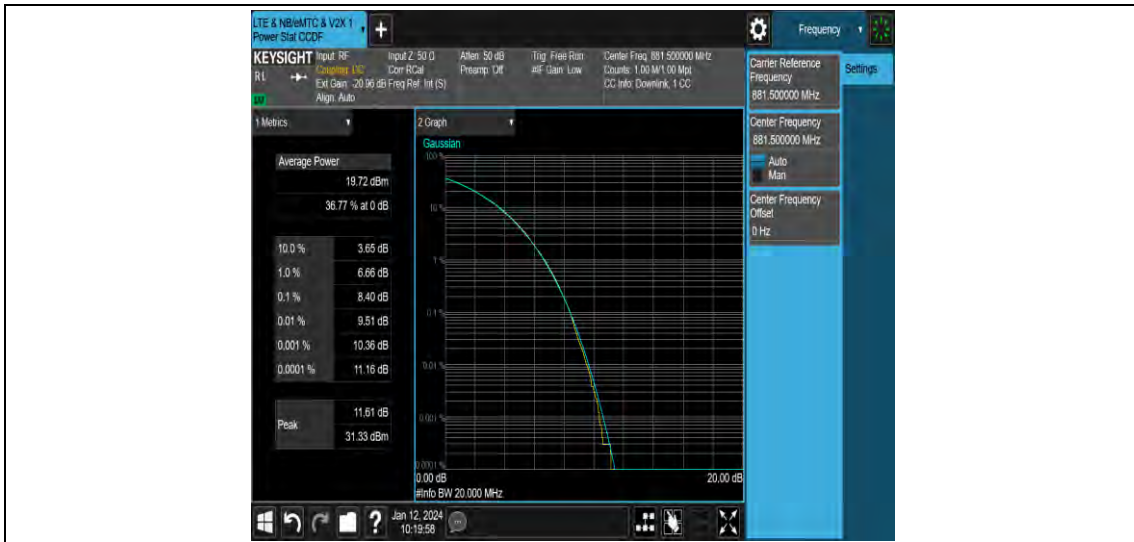 LTE & NB/eMTC & V2X 1
Power Stat CCDF
Frequency
KEYSIGHT
Input: RF
Input Z: 50 Ω
Atten: 50 dB
Trig: Free Run
Center Freq: 881.500000 MHz
RL
Coupling: DC
Corr RCal
Preamp: Off
#IF Gain: Low
Counts: 1.00 M/1.00 Mpt
Ext Gain: -20.96 dB
Freq Ref: Int (S)
CC Info: Downlink, 1 CC
Align: Auto
Carrier Reference
Frequency
881.500000 MHz
Settings
1 Metrics
2 Graph
Center Frequency
881.500000 MHz
Auto
Man
Gaussian
100 %
Average Power
19.72 dBm
36.77 % at 0 dB
Center Frequency
Offset
0 Hz
10 %
10.0 % 3.65 dB
1.0 % 6.66 dB
1 %
0.1 % 8.40 dB
0.01 % 9.51 dB
0.1 %
0.001 % 10.36 dB
0.0001 % 11.16 dB
0.01 %
11.61 dB
Peak
31.33 dBm
0.001 %
0.0001 %
0.00 dB
20.00 dB
#Info BW 20.000 MHz
?
Jan 12, 2024
10:19:58